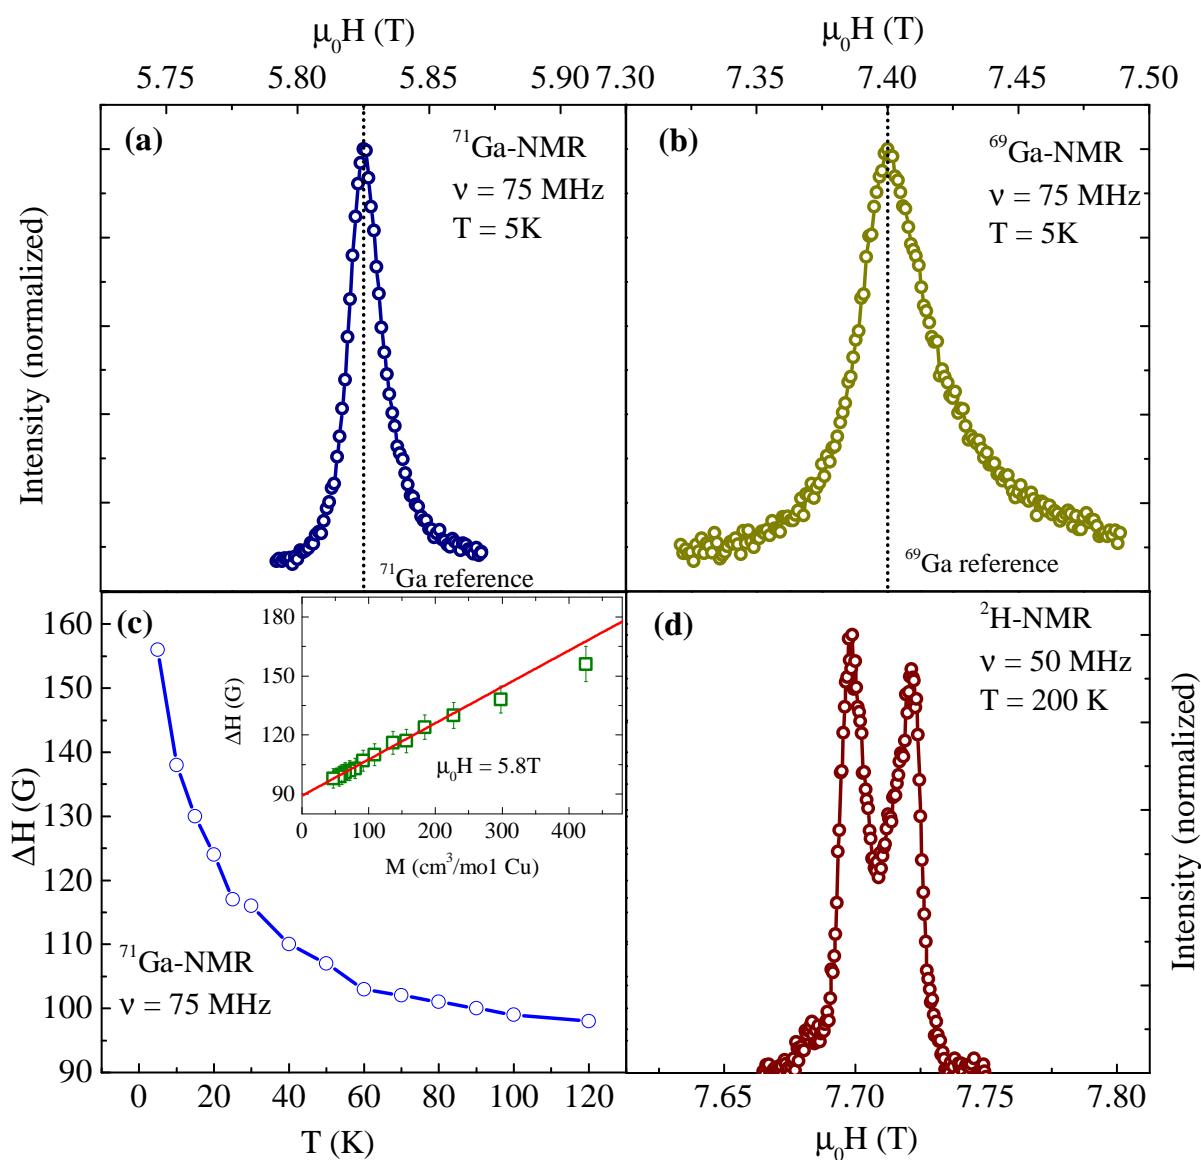 μ₀H (T)
μ₀H (T)
5.75 5.80 5.85 5.90 7.30 7.35 7.40 7.45 7.50
(a)
⁷¹Ga-NMR
ν = 75 MHz
T = 5K
⁷¹Ga reference
Intensity (normalized)
(b)
⁶⁹Ga-NMR
ν = 75 MHz
T = 5K
⁶⁹Ga reference
(c)
160
150
140
130
120
110
100
90
ΔH (G)
⁷¹Ga-NMR
ν = 75 MHz
0 20 40 60 80 100 120
T (K)
180
150
120
90
ΔH (G)
μ₀H = 5.8T
0 100 200 300 400
M (cm³/mo1 Cu)
(d)
²H-NMR
ν = 50 MHz
T = 200 K
Intensity (normalized)
7.65 7.70 7.75 7.80
μ₀H (T)